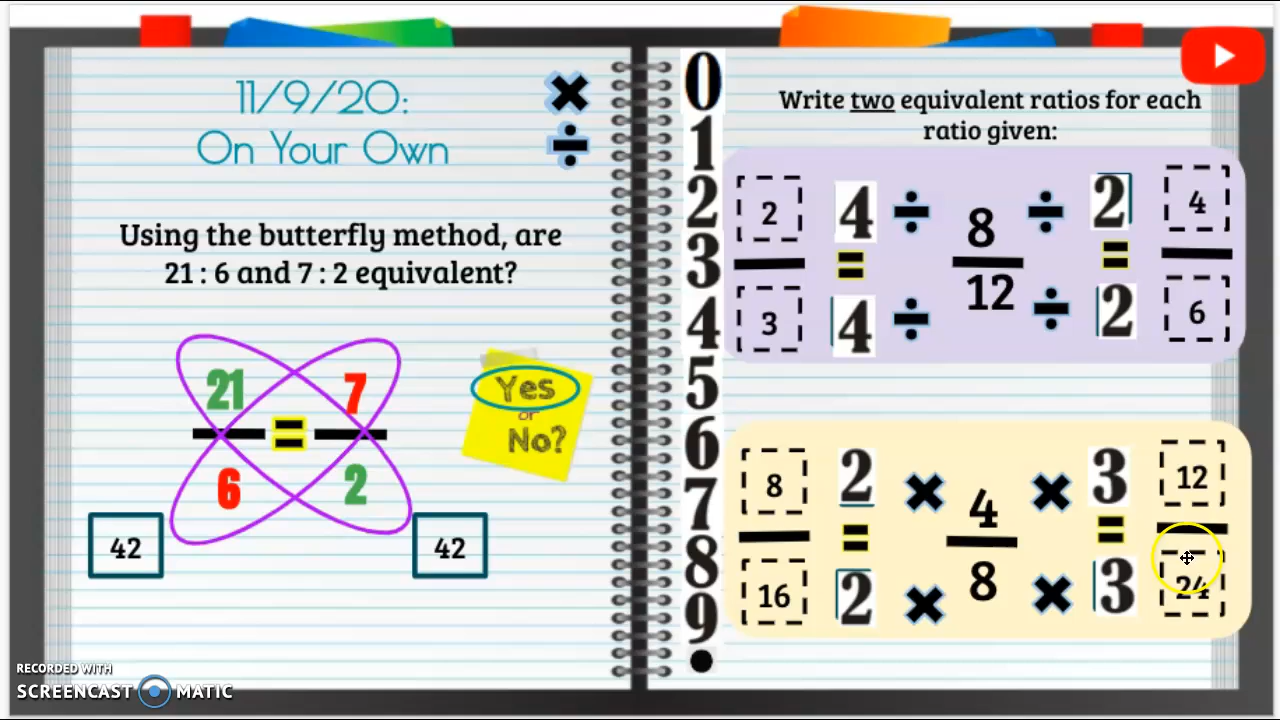 11/9/20:
On Your Own
×
÷
Using the butterfly method, are
21 : 6 and 7 : 2 equivalent?
21 = 7
6 2
42 42
Yes
or
No?
0
1
2
3
4
5
6
7
8
9
.
Write two equivalent ratios for each
ratio given:
2 4 ÷ 8 ÷ 2 4
= =
3 4 ÷ 12 ÷ 2 6
8 2 × 4 × 3 12
= =
16 2 × 8 × 3 24
RECORDED WITH
SCREENCAST MATIC